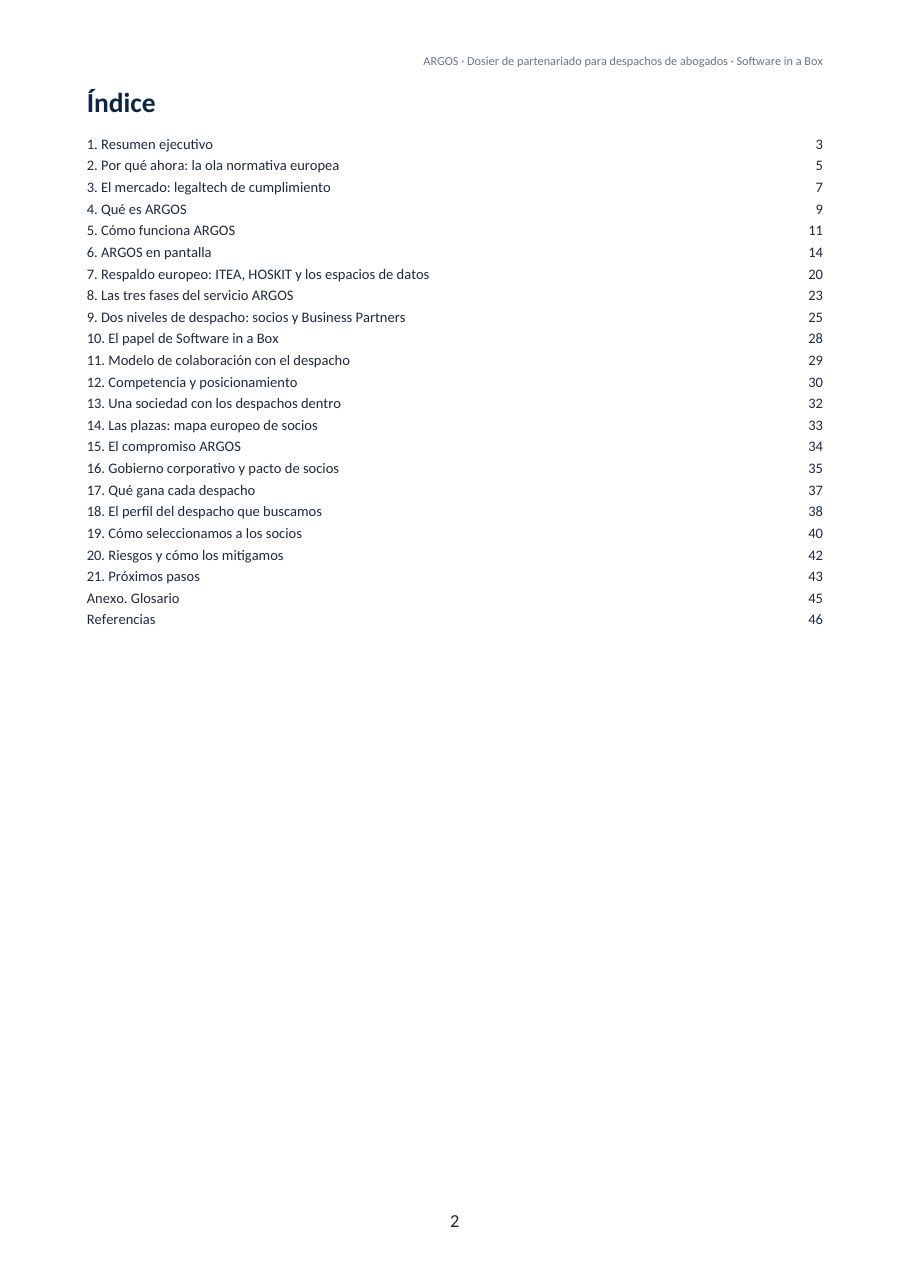 ARGOS · Dosier de partenariado para despachos de abogados · Software in a Box
Índice
1. Resumen ejecutivo 3
2. Por qué ahora: la ola normativa europea 5
3. El mercado: legaltech de cumplimiento 7
4. Qué es ARGOS 9
5. Cómo funciona ARGOS 11
6. ARGOS en pantalla 14
7. Respaldo europeo: ITEA, HOSKIT y los espacios de datos 20
8. Las tres fases del servicio ARGOS 23
9. Dos niveles de despacho: socios y Business Partners 25
10. El papel de Software in a Box 28
11. Modelo de colaboración con el despacho 29
12. Competencia y posicionamiento 30
13. Una sociedad con los despachos dentro 32
14. Las plazas: mapa europeo de socios 33
15. El compromiso ARGOS 34
16. Gobierno corporativo y pacto de socios 35
17. Qué gana cada despacho 37
18. El perfil del despacho que buscamos 38
19. Cómo seleccionamos a los socios 40
20. Riesgos y cómo los mitigamos 42
21. Próximos pasos 43
Anexo. Glosario 45
Referencias 46
2